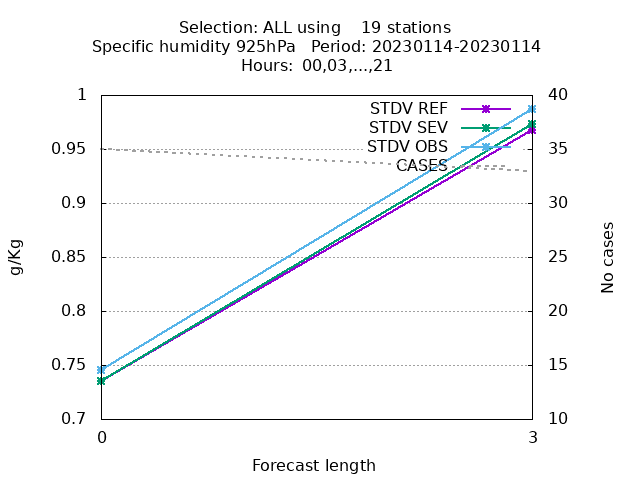 Selection: ALL using    19 stations
Specific humidity 925hPa   Period: 20230114-20230114
Hours:  00,03,...,21
1
0.95
0.9
0.85
0.8
0.75
0.7
40
35
30
25
20
15
10
STDV REF
STDV SEV
STDV OBS
CASES
g/Kg
No cases
0
3
Forecast length